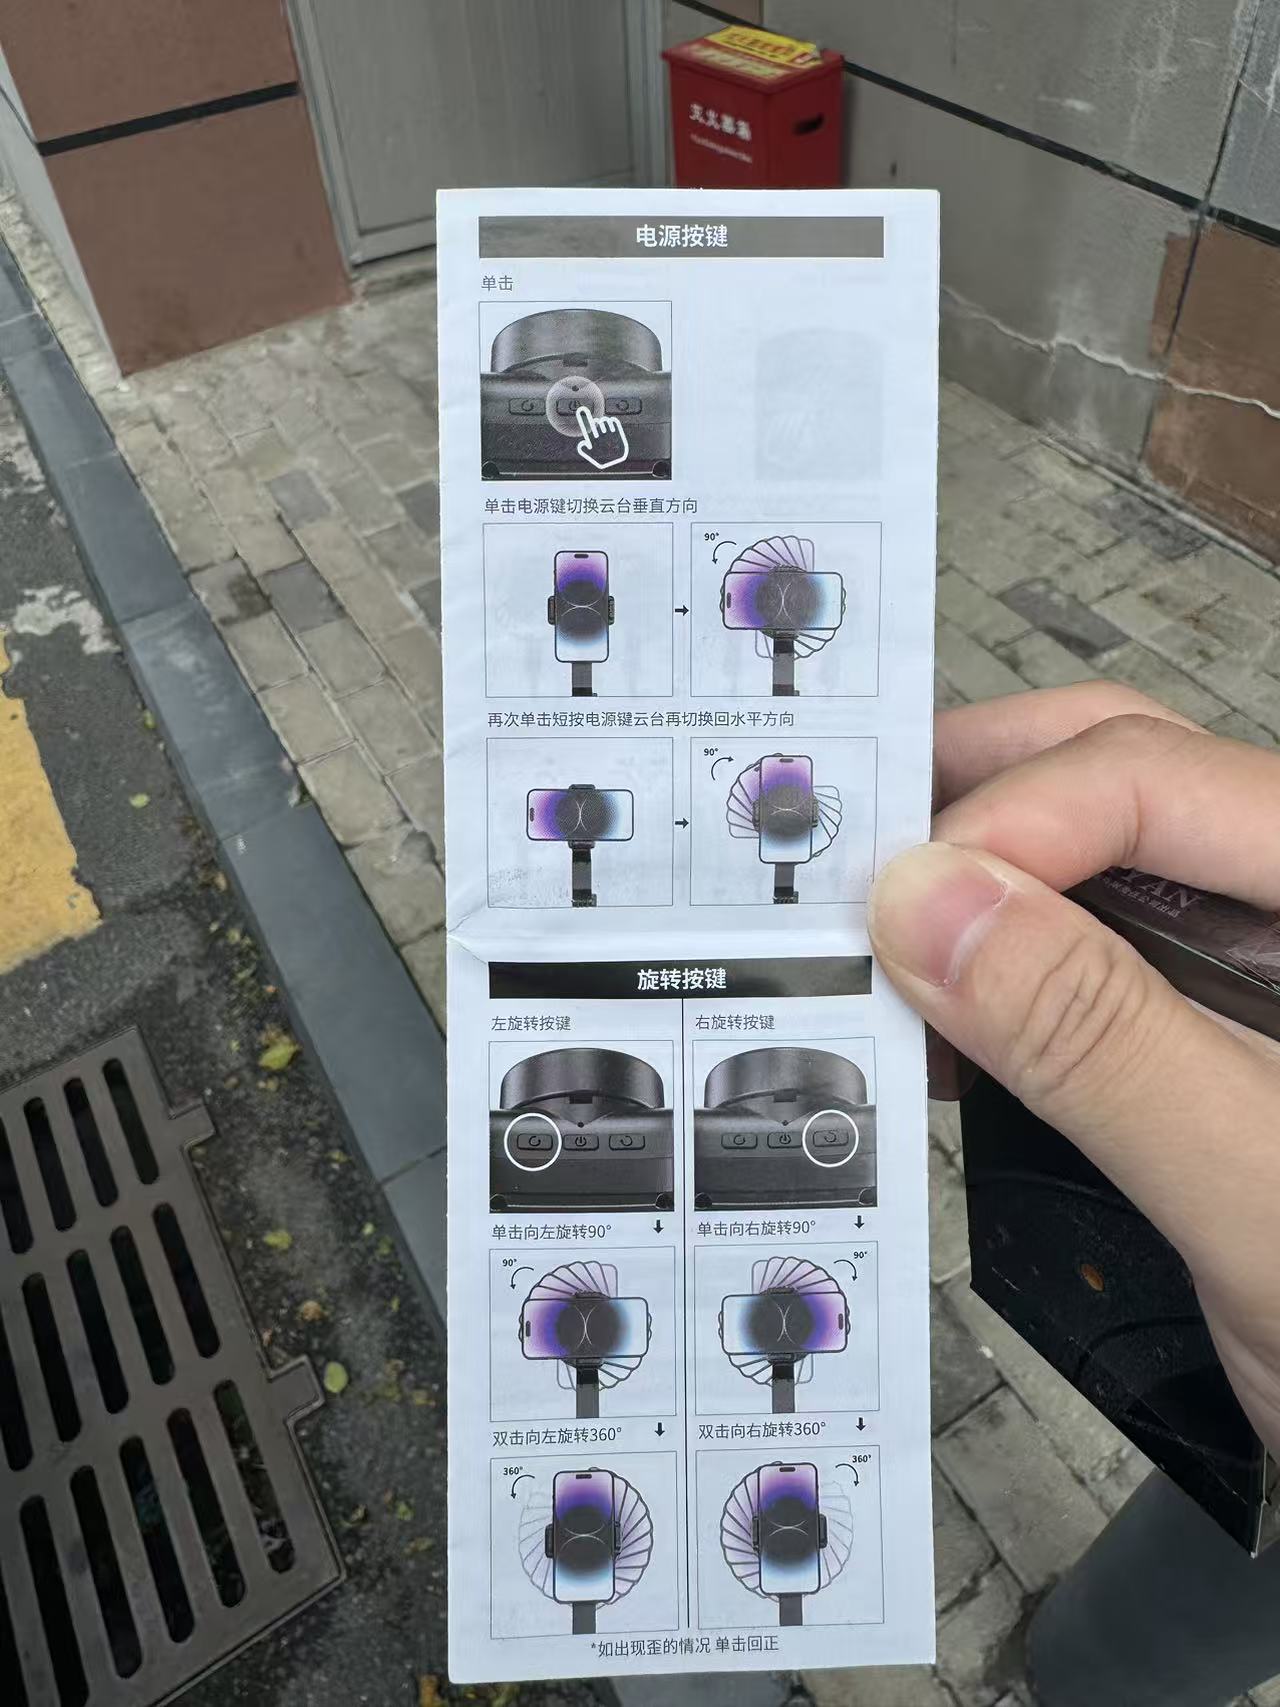 灭火器箱
电源按键
单击
单击电源键切换云台垂直方向
90°
再次单击短按电源键云台再切换回水平方向
90°
旋转按键
左旋转按键
右旋转按键
单击向左旋转90°
单击向右旋转90°
90°
90°
双击向左旋转360°
双击向右旋转360°
360°
360°
*如出现歪的情况 单击回正